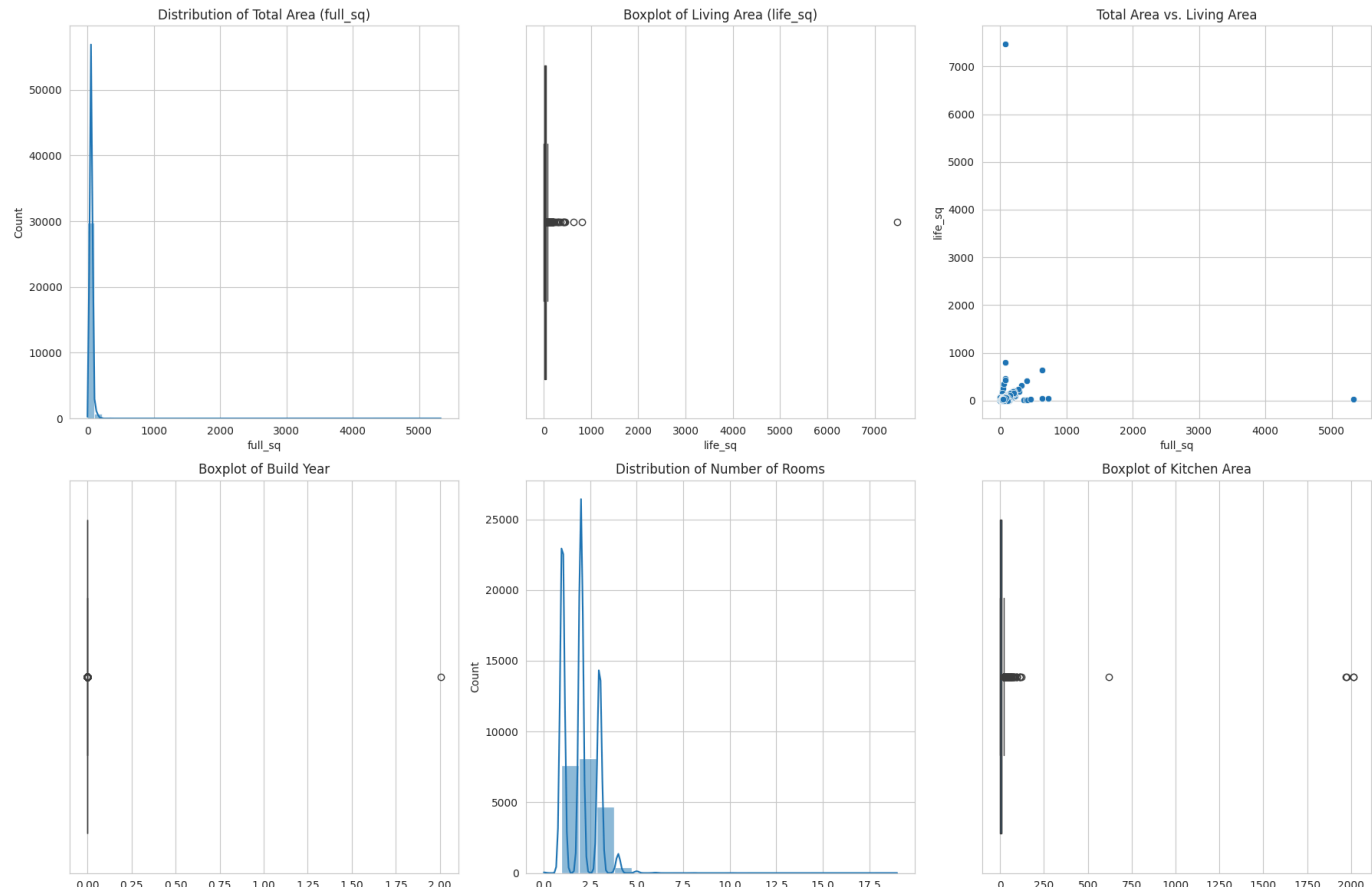 Distribution of Total Area (full_sq)
Count
50000
40000
30000
20000
10000
0
0 1000 2000 3000 4000 5000
full_sq
Boxplot of Living Area (life_sq)
0 1000 2000 3000 4000 5000 6000 7000
life_sq
Total Area vs. Living Area
life_sq
7000
6000
5000
4000
3000
2000
1000
0
0 1000 2000 3000 4000 5000
full_sq
Boxplot of Build Year
0.00 0.25 0.50 0.75 1.00 1.25 1.50 1.75 2.00
Distribution of Number of Rooms
Count
25000
20000
15000
10000
5000
0
0.0 2.5 5.0 7.5 10.0 12.5 15.0 17.5
Boxplot of Kitchen Area
0 250 500 750 1000 1250 1500 1750 2000